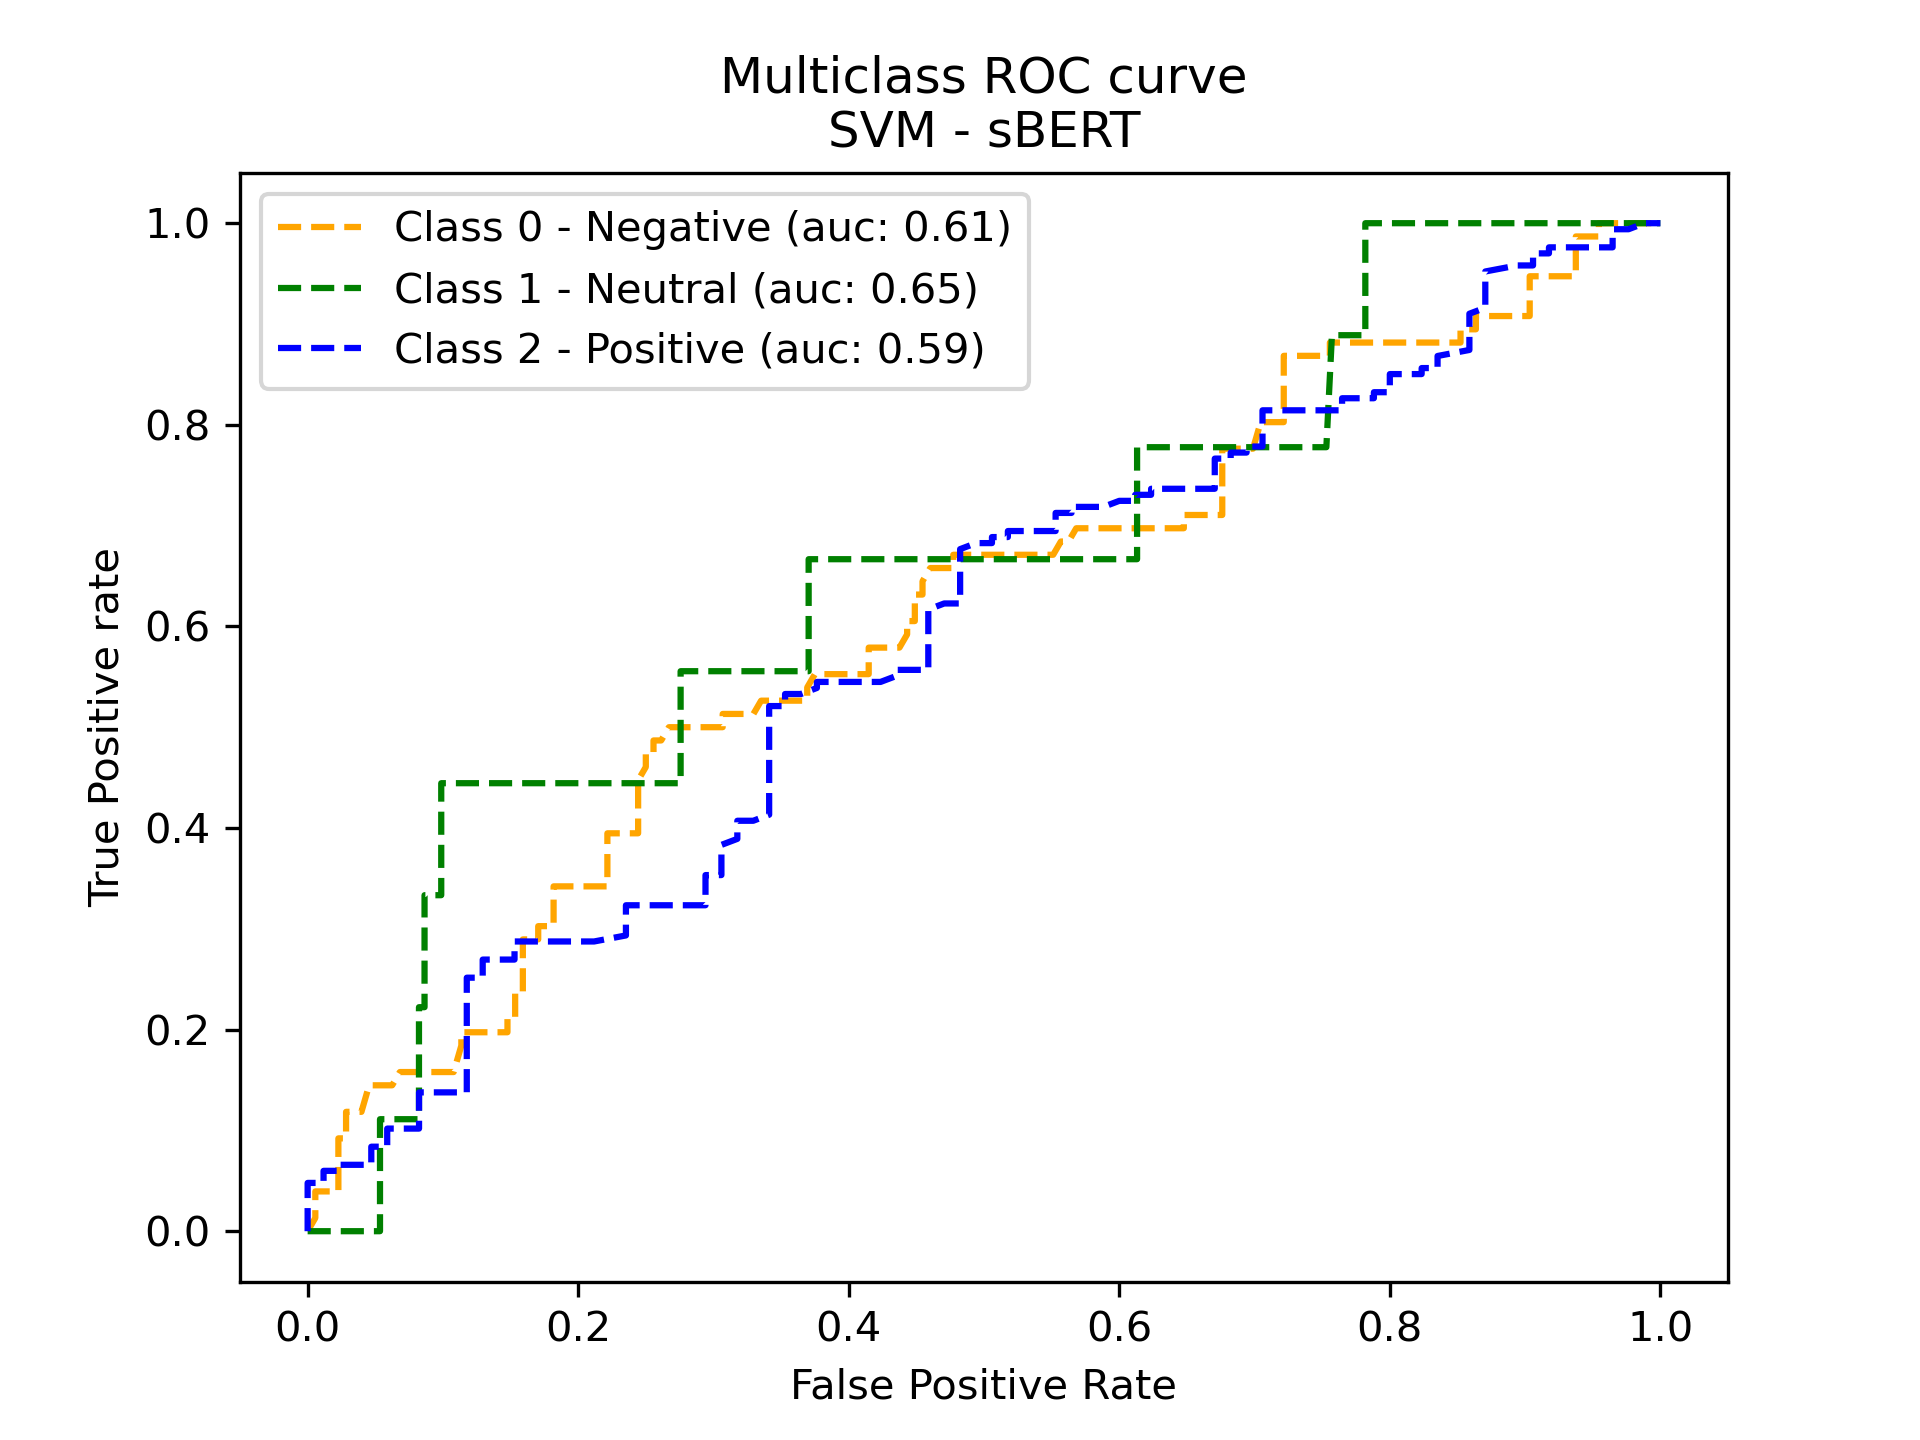 Multiclass ROC curve
SVM - sBERT
Class 0 - Negative (auc: 0.61)
Class 1 - Neutral (auc: 0.65)
Class 2 - Positive (auc: 0.59)
True Positive rate
1.0
0.8
0.6
0.4
0.2
0.0
0.0 0.2 0.4 0.6 0.8 1.0
False Positive Rate